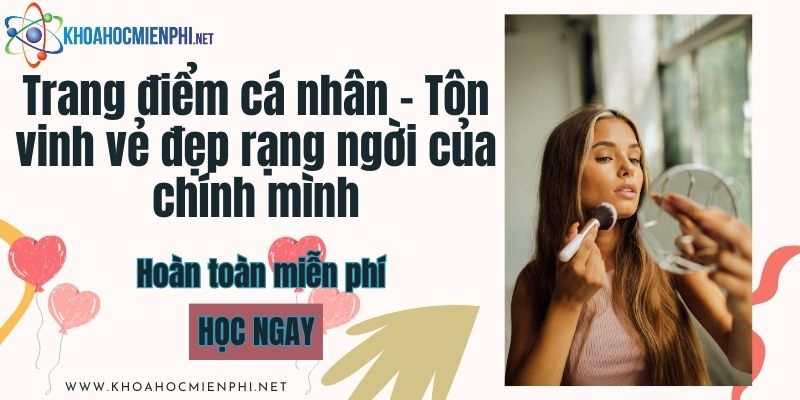 KHOAHOCMIENPHI.NET
Trang điểm cá nhân - Tôn
vinh vẻ đẹp rạng ngời của
chính mình
Hoàn toàn miễn phí
HỌC NGAY
WWW.KHOAHOCMIENPHI.NET